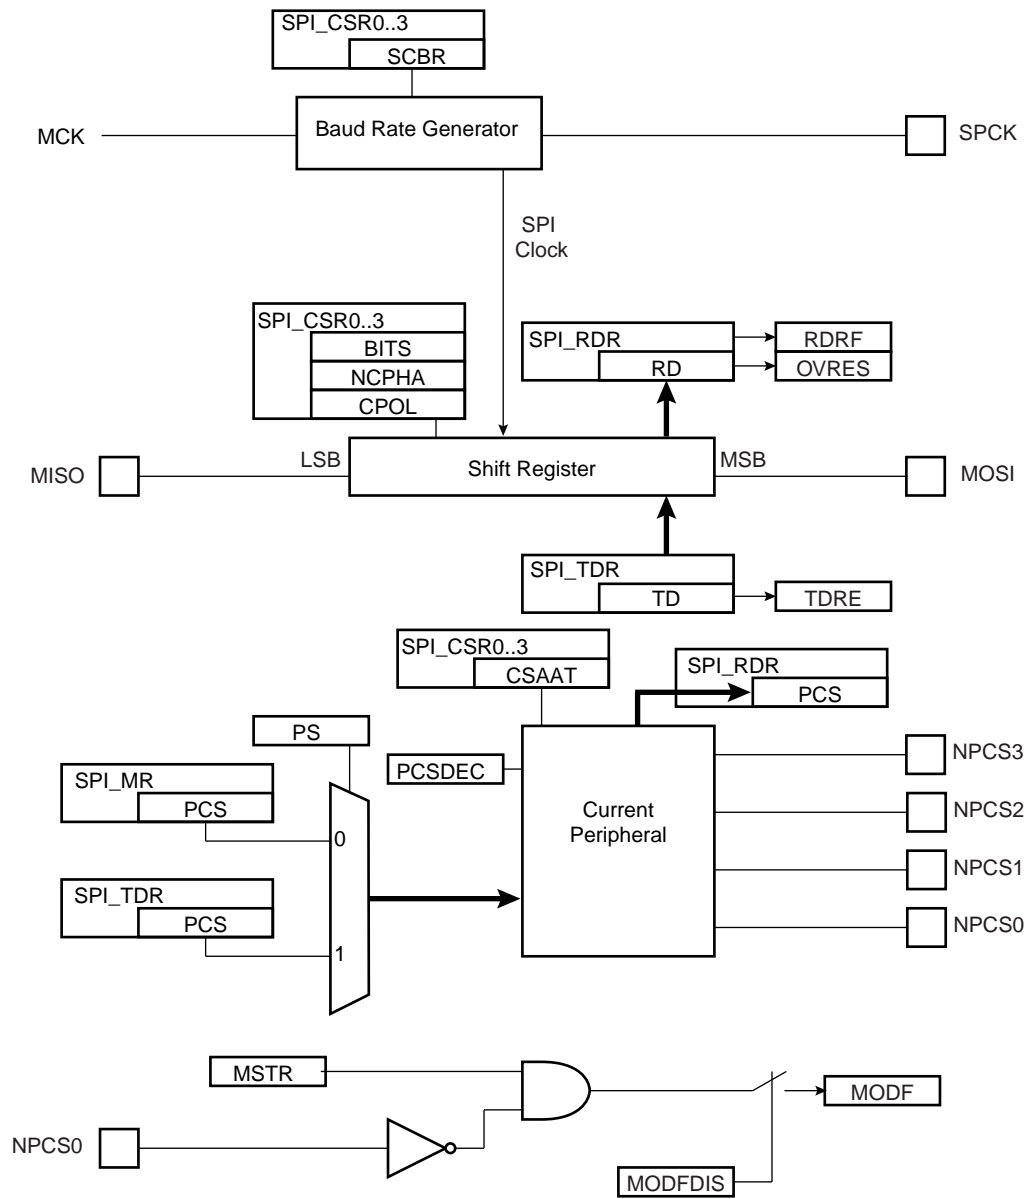 SPI_CSR0..3
SCBR
MCK
Baud Rate Generator
SPCK
SPI
Clock
SPI_CSR0..3
BITS
NCPHA
CPOL
SPI_RDR
RD
RDRF
OVRES
MISO
LSB
Shift Register
MSB
MOSI
SPI_TDR
TD
TDRE
SPI_CSR0..3
CSAAT
SPI_RDR
PCS
PS
PCSDEC
Current
Peripheral
NPCS3
NPCS2
NPCS1
NPCS0
SPI_MR
PCS
0
SPI_TDR
PCS
1
MSTR
MODF
NPCS0
MODFDIS